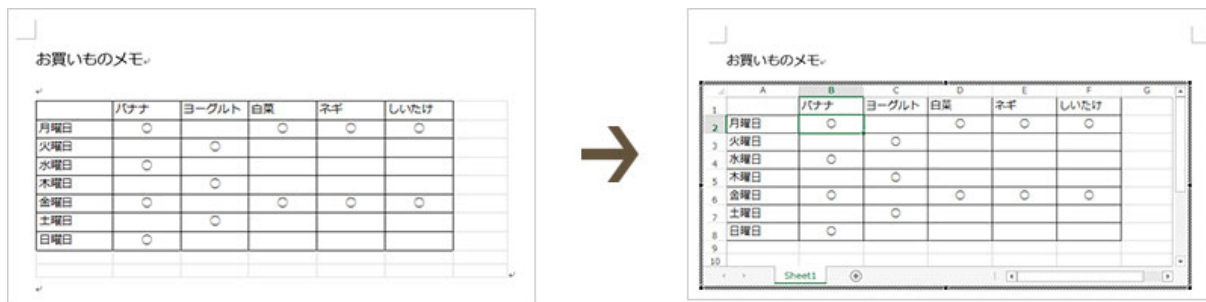 お買いものメモ
バナナ ヨーグルト 白菜 ネギ しいたけ
月曜日 ○ ○ ○ ○
火曜日 ○
水曜日 ○
木曜日 ○
金曜日 ○ ○ ○ ○
土曜日 ○
日曜日 ○
お買いものメモ
A B C D E F G
1 バナナ ヨーグルト 白菜 ネギ しいたけ
2 月曜日 ○ ○ ○ ○
3 火曜日 ○
4 水曜日 ○
5 木曜日 ○
6 金曜日 ○ ○ ○ ○
7 土曜日 ○
8 日曜日 ○
9
10
Sheet1